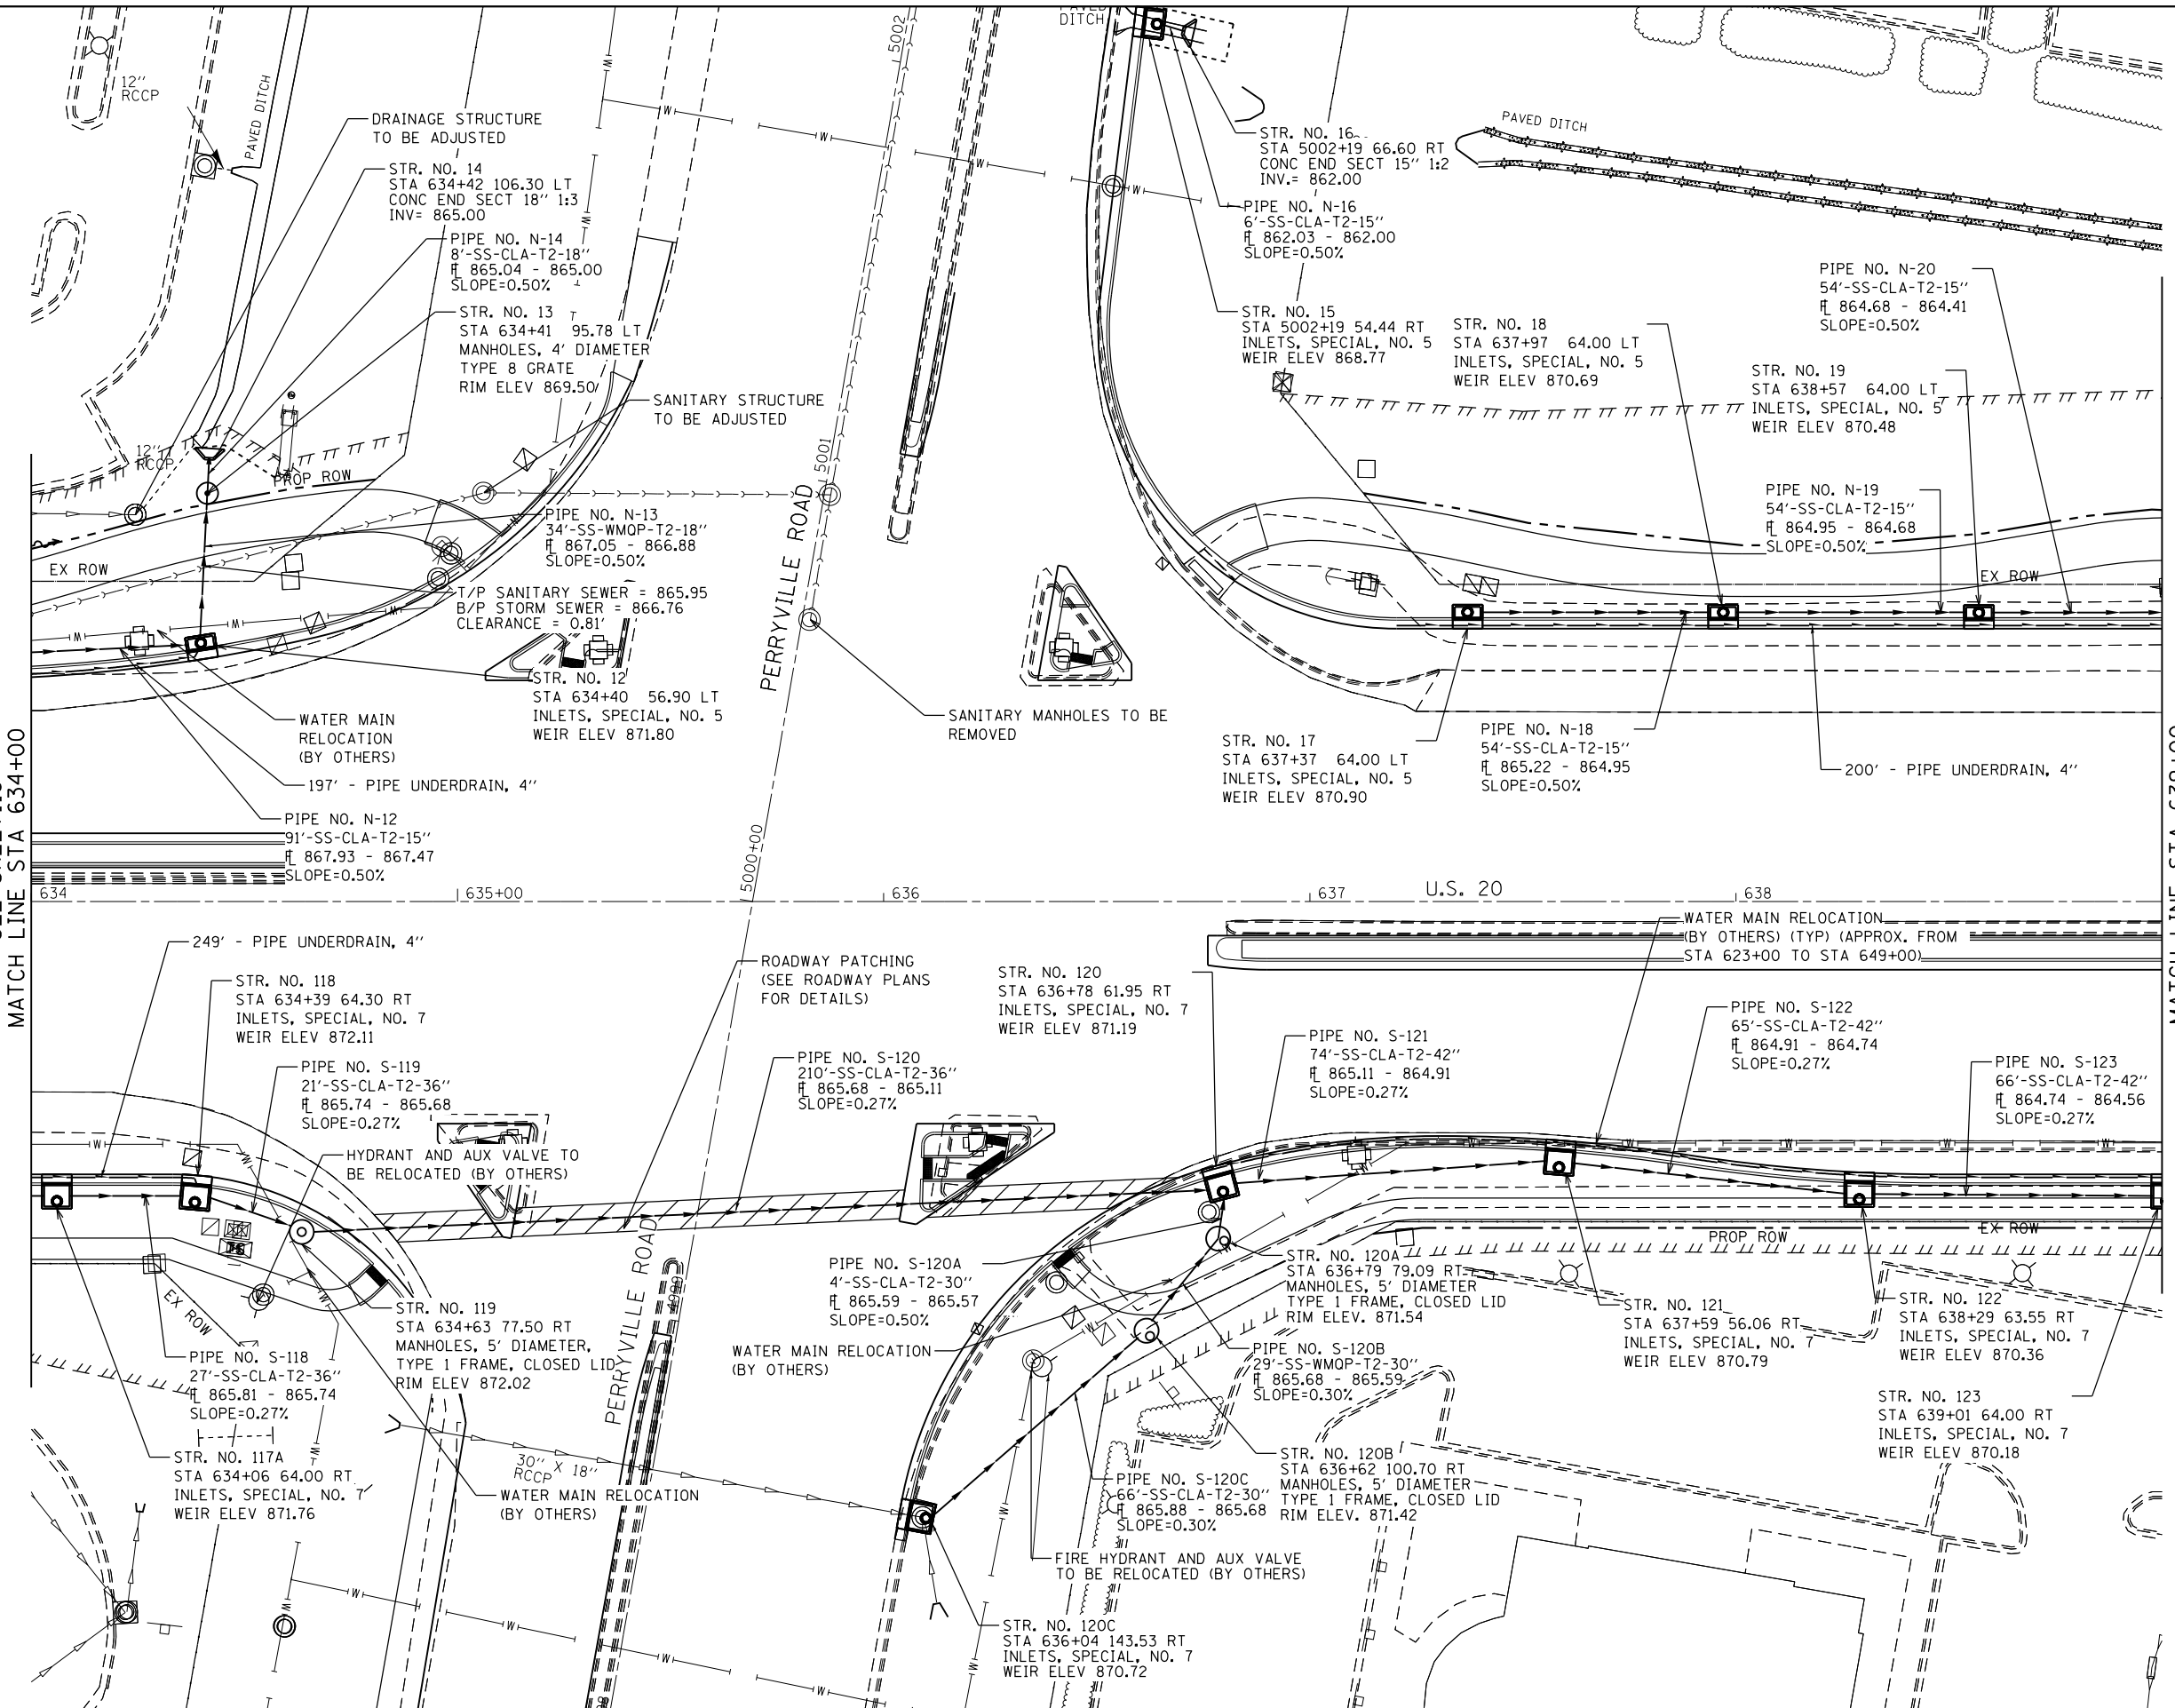 PAVED
DITCH
12"
RCCP
PAVED DITCH
DRAINAGE STRUCTURE
TO BE ADJUSTED
STR. NO. 14
STA 634+42 106.30 LT
CONC END SECT 18" 1:3
INV= 865.00
PIPE NO. N-14
8'-SS-CLA-T2-18"
℄ 865.04 - 865.00
SLOPE=0.50%
STR. NO. 13
STA 634+41 95.78 LT
MANHOLES, 4' DIAMETER
TYPE 8 GRATE
RIM ELEV 869.50
SANITARY STRUCTURE
TO BE ADJUSTED
12"
RCCP
PROP ROW
EX ROW
PIPE NO. N-13
34'-SS-WMQP-T2-18"
℄ 867.05 - 866.88
SLOPE=0.50%
T/P SANITARY SEWER = 865.95
B/P STORM SEWER = 866.76
CLEARANCE = 0.81'
STR. NO. 12
STA 634+40 56.90 LT
INLETS, SPECIAL, NO. 5
WEIR ELEV 871.80
WATER MAIN
RELOCATION
(BY OTHERS)
197' - PIPE UNDERDRAIN, 4"
PIPE NO. N-12
91'-SS-CLA-T2-15"
℄ 867.93 - 867.47
SLOPE=0.50%
MATCH LINE STA 634+00
5002
5001
5000+00
PERRYVILLE ROAD
SANITARY MANHOLES TO BE
REMOVED
STR. NO. 16
STA 5002+19 66.60 RT
CONC END SECT 15" 1:2
INV.= 862.00
PIPE NO. N-16
6'-SS-CLA-T2-15"
℄ 862.03 - 862.00
SLOPE=0.50%
STR. NO. 15
STA 5002+19 54.44 RT
INLETS, SPECIAL, NO. 5
WEIR ELEV 868.77
PAVED DITCH
STR. NO. 18
STA 637+97 64.00 LT
INLETS, SPECIAL, NO. 5
WEIR ELEV 870.69
PIPE NO. N-20
54'-SS-CLA-T2-15"
℄ 864.68 - 864.41
SLOPE=0.50%
STR. NO. 19
STA 638+57 64.00 LT
INLETS, SPECIAL, NO. 5
WEIR ELEV 870.48
PIPE NO. N-19
54'-SS-CLA-T2-15"
℄ 864.95 - 864.68
SLOPE=0.50%
EX ROW
STR. NO. 17
STA 637+37 64.00 LT
INLETS, SPECIAL, NO. 5
WEIR ELEV 870.90
PIPE NO. N-18
54'-SS-CLA-T2-15"
℄ 865.22 - 864.95
SLOPE=0.50%
200' - PIPE UNDERDRAIN, 4"
634
635+00
636
637
U.S. 20
638
249' - PIPE UNDERDRAIN, 4"
STR. NO. 118
STA 634+39 64.30 RT
INLETS, SPECIAL, NO. 7
WEIR ELEV 872.11
PIPE NO. S-119
21'-SS-CLA-T2-36"
℄ 865.74 - 865.68
SLOPE=0.27%
HYDRANT AND AUX VALVE TO
BE RELOCATED (BY OTHERS)
ROADWAY PATCHING
(SEE ROADWAY PLANS
FOR DETAILS)
PIPE NO. S-120
210'-SS-CLA-T2-36"
℄ 865.68 - 865.11
SLOPE=0.27%
STR. NO. 120
STA 636+78 61.95 RT
INLETS, SPECIAL, NO. 7
WEIR ELEV 871.19
WATER MAIN RELOCATION
(BY OTHERS) (TYP) (APPROX. FROM
STA 623+00 TO STA 649+00)
PIPE NO. S-121
74'-SS-CLA-T2-42"
℄ 865.11 - 864.91
SLOPE=0.27%
PIPE NO. S-122
65'-SS-CLA-T2-42"
℄ 864.91 - 864.74
SLOPE=0.27%
PIPE NO. S-123
66'-SS-CLA-T2-42"
℄ 864.74 - 864.56
SLOPE=0.27%
PROP ROW
EX ROW
EX ROW
PERRYVILLE ROAD
PIPE NO. S-120A
4'-SS-CLA-T2-30"
℄ 865.59 - 865.57
SLOPE=0.50%
WATER MAIN RELOCATION
(BY OTHERS)
STR. NO. 120A
STA 636+79 79.09 RT
MANHOLES, 5' DIAMETER
TYPE 1 FRAME, CLOSED LID
RIM ELEV. 871.54
PIPE NO. S-120B
29'-SS-WMQP-T2-30"
℄ 865.68 - 865.59
SLOPE=0.30%
STR. NO. 121
STA 637+59 56.06 RT
INLETS, SPECIAL, NO. 7
WEIR ELEV 870.79
STR. NO. 122
STA 638+29 63.55 RT
INLETS, SPECIAL, NO. 7
WEIR ELEV 870.36
STR. NO. 123
STA 639+01 64.00 RT
INLETS, SPECIAL, NO. 7
WEIR ELEV 870.18
STR. NO. 119
STA 634+63 77.50 RT
MANHOLES, 5' DIAMETER,
TYPE 1 FRAME, CLOSED LID
RIM ELEV 872.02
PIPE NO. S-118
27'-SS-CLA-T2-36"
℄ 865.81 - 865.74
SLOPE=0.27%
STR. NO. 117A
STA 634+06 64.00 RT
INLETS, SPECIAL, NO. 7
WEIR ELEV 871.76
30" X 18"
RCCP
WATER MAIN RELOCATION
(BY OTHERS)
STR. NO. 120B
STA 636+62 100.70 RT
MANHOLES, 5' DIAMETER
TYPE 1 FRAME, CLOSED LID
RIM ELEV. 871.42
PIPE NO. S-120C
66'-SS-CLA-T2-30"
℄ 865.88 - 865.68
SLOPE=0.30%
FIRE HYDRANT AND AUX VALVE
TO BE RELOCATED (BY OTHERS)
STR. NO. 120C
STA 636+04 143.53 RT
INLETS, SPECIAL, NO. 7
WEIR ELEV 870.72